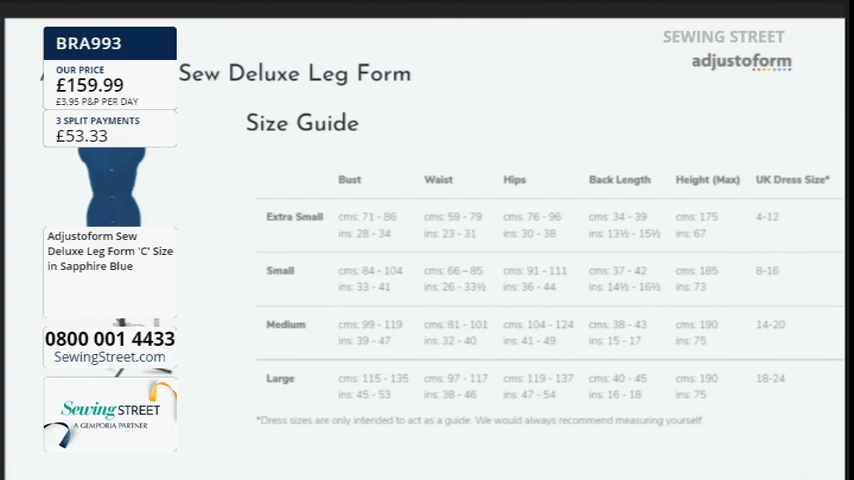 BRA993
OUR PRICE
£159.99
£3.95 P&P PER DAY
3 SPLIT PAYMENTS
£53.33
Adjustoform Sew
Deluxe Leg Form 'C' Size
in Sapphire Blue
0800 001 4433
SewingStreet.com
Sewing STREET
A GEMPORIA PARTNER
SEWING STREET
adjustoform
Sew Deluxe Leg Form
Size Guide
Bust Waist Hips Back Length Height (Max) UK Dress Size*
Extra Small cms: 71 - 86 cms: 59 - 79 cms: 76 - 96 cms: 34 - 39 cms: 175 4-12
ins: 28 - 34 ins: 23 - 31 ins: 30 - 38 ins: 13½ - 15½ ins: 67
Small cms: 84 - 104 cms: 66 – 85 cms: 91 - 111 cms: 37 - 42 cms: 185 8-16
ins: 33 - 41 ins: 26 - 33½ ins: 36 - 44 ins: 14½ - 16½ ins: 73
Medium cms: 99 - 119 cms: 81 - 101 cms: 104 - 124 cms: 38 - 43 cms: 190 14-20
ins: 39 - 47 ins: 32 - 40 ins: 41 - 49 ins: 15 - 17 ins: 75
Large cms: 115 - 135 cms: 97 - 117 cms: 119 - 137 cms: 40 - 45 cms: 190 18-24
ins: 45 - 53 ins: 38 - 46 ins: 47 - 54 ins: 16 - 18 ins: 75
*Dress sizes are only intended to act as a guide. We would always recommend measuring yourself.